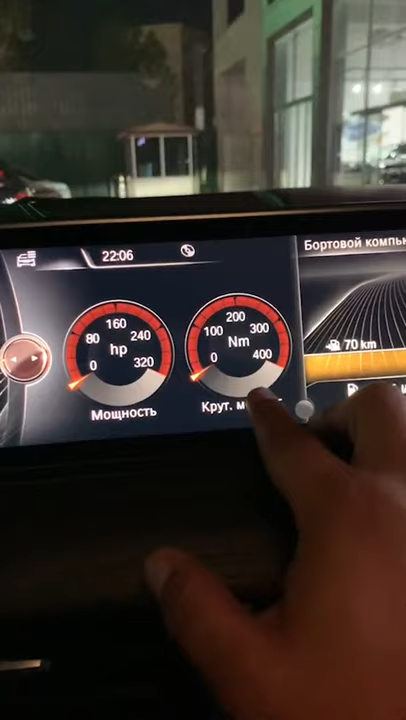 22:06
Бортовой компь
160
80 240
hp
0 320
Мощность
200
100 300
Nm
0 400
Крут. м
70 km